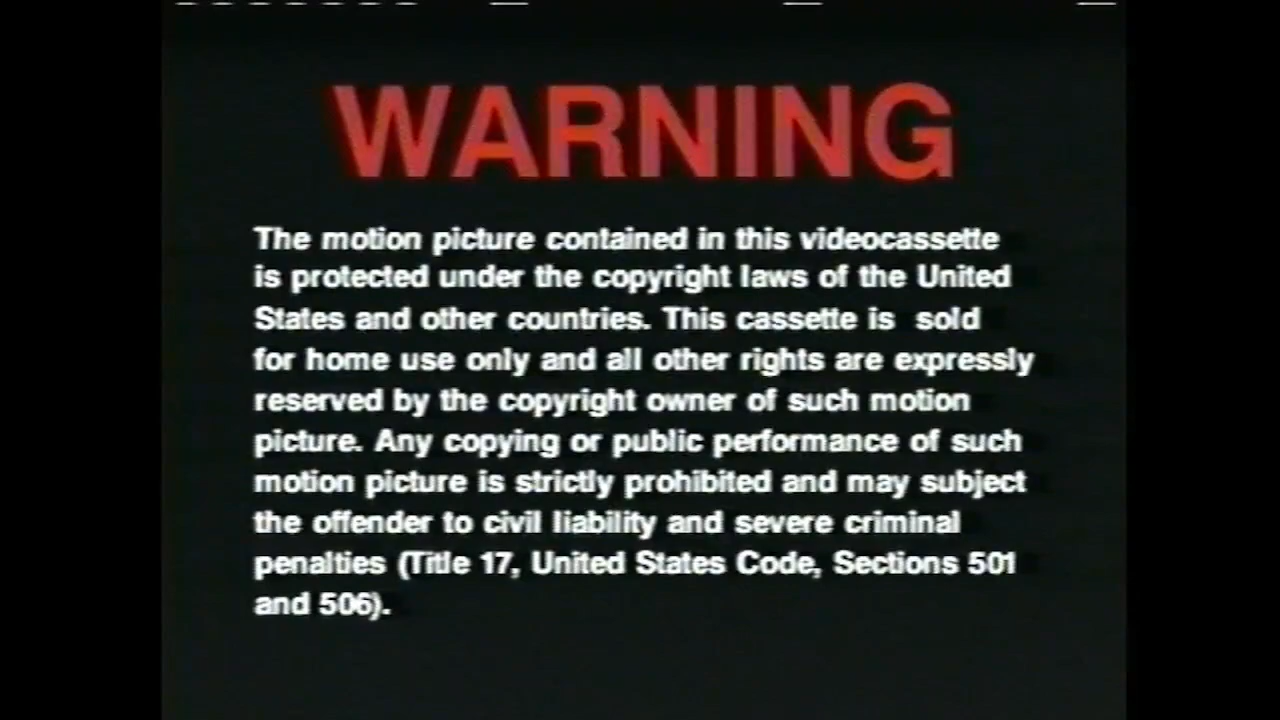 WARNING
The motion picture contained in this videocassette
is protected under the copyright laws of the United
States and other countries. This cassette is  sold
for home use only and all other rights are expressly
reserved by the copyright owner of such motion
picture. Any copying or public performance of such
motion picture is strictly prohibited and may subject
the offender to civil liability and severe criminal
penalties (Title 17, United States Code, Sections 501
and 506).